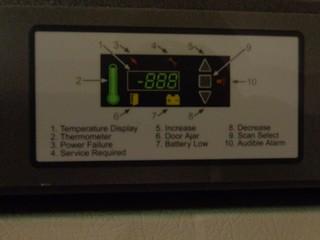 1 3 4 5 9
-888
2 10
6 7 8
1. Temperature Display
2. Thermometer
3. Power Failure
4. Service Required
5. Increase
6. Door Ajar
7. Battery Low
8. Decrease
9. Scan Select
10. Audible Alarm